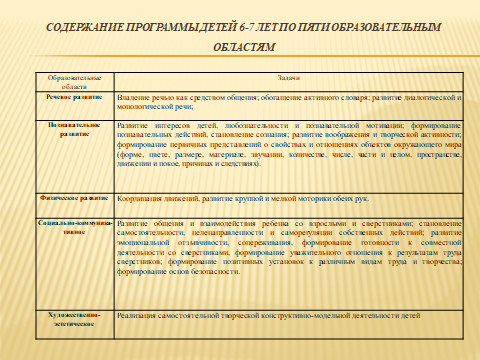 СОДЕРЖАНИЕ ПРОГРАММЫ ДЕТЕЙ 6-7 ЛЕТ ПО ПЯТИ ОБРАЗОВАТЕЛЬНЫМ
ОБЛАСТЯМ
Образовательные
области
Задачи
Речевое развитие
Владение речью как средством общения; обогащение активного словаря; развитие диалогической и
монологической речи;
Познавательное
развитие
Развитие интересов детей, любознательности и познавательной мотивации; формирование
познавательных действий, становление сознания; развитие воображения и творческой активности;
формирование первичных представлений о свойствах и отношениях объектов окружающего мира
(форме, цвете, размере, материале, звучании, количестве, числе, части и целом, пространстве,
движении и покое, причинах и следствиях).
Физическое развитие
Координация движений, развитие крупной и мелкой моторики обеих рук.
Социально-коммуника-
тивное
Развитие общения и взаимодействия ребенка со взрослыми и сверстниками; становление
самостоятельности, целенаправленности и саморегуляции собственных действий; развитие
эмоциональной отзывчивости, сопереживания, формирование готовности к совместной
деятельности со сверстниками, формирование уважительного отношения к результатам труда
сверстников; формирование позитивных установок к различным видам труда и творчества;
формирование основ безопасности.
Художественно-
эстетическое
Реализация самостоятельной творческой конструктивно-модельной деятельности детей